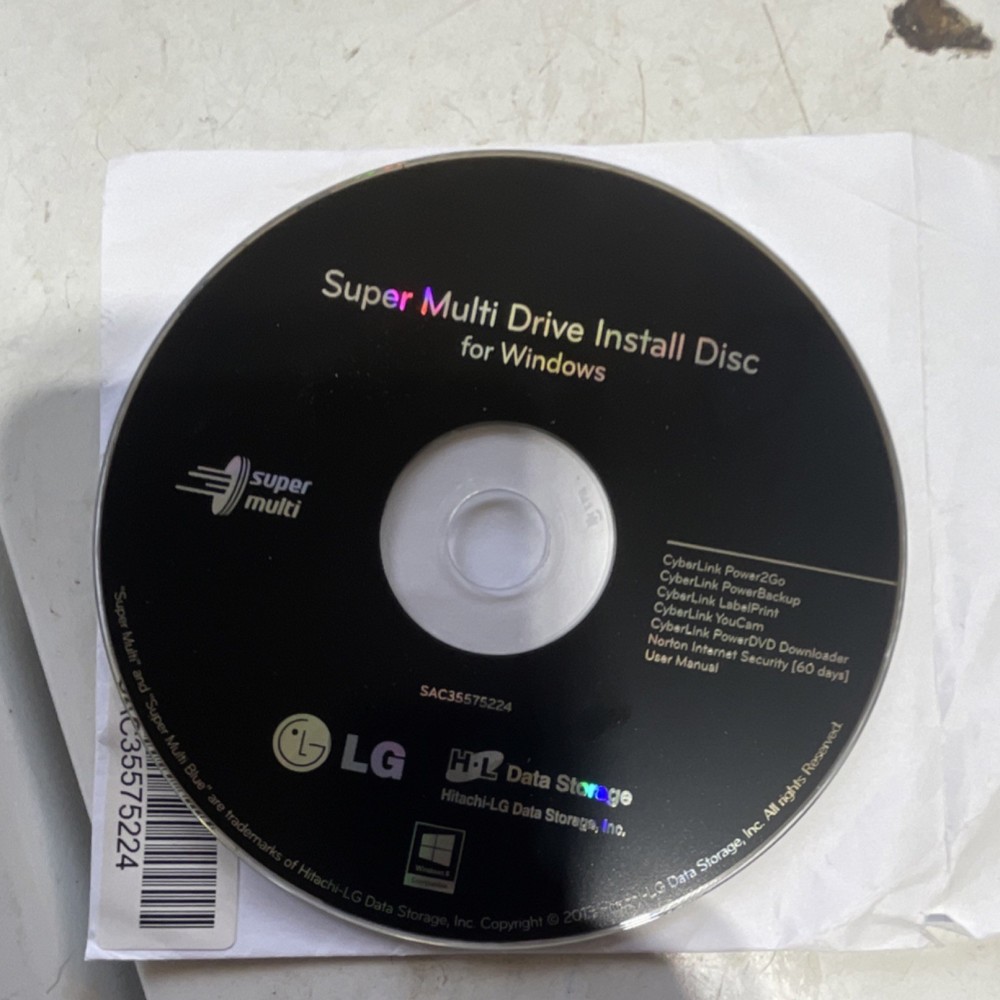 Super Multi Drive Install Disc
for Windows
super
multi
CyberLink Power2Go
CyberLink PowerBackup
CyberLink LabelPrint
CyberLink YouCam
CyberLink PowerDVD Downloader
Norton Internet Security [60 days]
User Manual
SAC35575224
LG
H·L Data Storage
Hitachi-LG Data Storage, Inc.
Windows 8
"Super Multi" and "Super Multi Blue" are trademarks of Hitachi-LG Data Storage, Inc. Copyright © LG Data Storage, Inc. All rights Reserved.
AC35575224